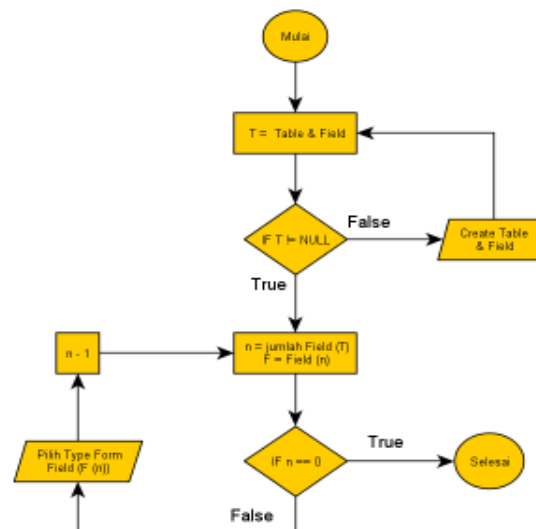 Mulai
T = Table & Field
IF T != NULL
False
Create Table
& Field
True
n - 1
n = jumlah Field (T)
F = Field (n)
Pilih Type Form
Field (F (n))
IF n == 0
True
Selesai
False